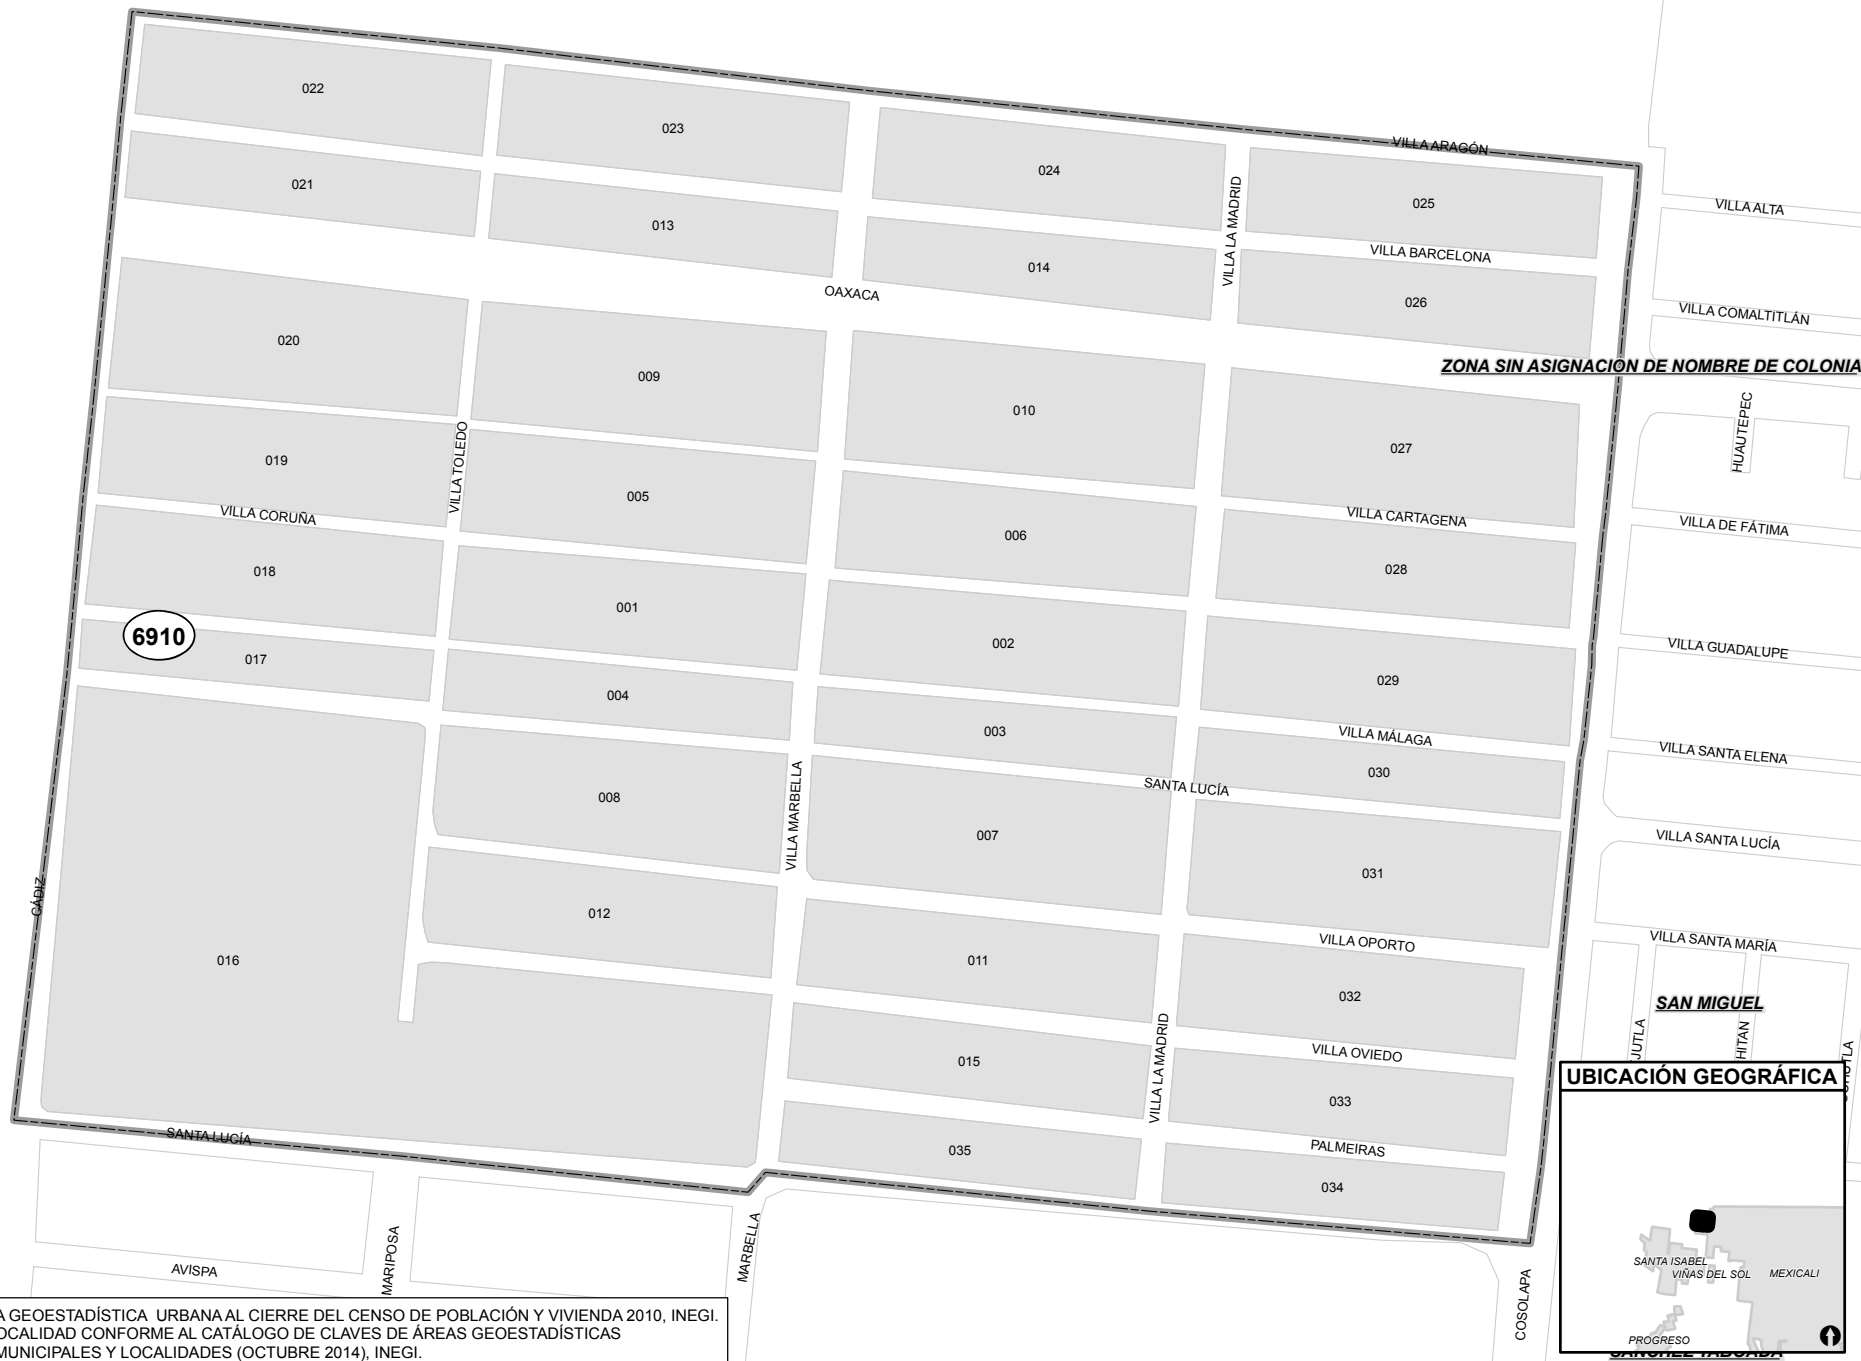 022
023
024
025
VILLA ARAGÓN
021
013
014
026
VILLA LA MADRID
VILLA BARCELONA
OAXACA
VILLA ALTA
VILLA COMALTITLÁN
ZONA SIN ASIGNACIÓN DE NOMBRE DE COLONIA
020
009
010
027
HUAUTEPEC
019
VILLA TOLEDO
005
006
VILLA CORUÑA
VILLA CARTAGENA
VILLA DE FÁTIMA
018
001
002
028
6910
017
004
003
029
VILLA GUADALUPE
VILLA MÁLAGA
VILLA SANTA ELENA
030
SANTA LUCÍA
008
VILLA MARBELLA
007
031
VILLA SANTA LUCÍA
CÁDIZ
016
012
011
VILLA OPORTO
VILLA SANTA MARÍA
032
SAN MIGUEL
VILLA LA MADRID
VILLA OVIEDO
JUTLA
HITAN
015
033
SANTA LUCÍA
035
PALMEIRAS
034
MARIPOSA
MARBELLA
AVISPA
COSOLAPA
UBICACIÓN GEOGRÁFICA
SANTA ISABEL
VIÑAS DEL SOL
MEXICALI
PROGRESO
A GEOESTADÍSTICA URBANA AL CIERRE DEL CENSO DE POBLACIÓN Y VIVIENDA 2010, INEGI.
OCALIDAD CONFORME AL CATÁLOGO DE CLAVES DE ÁREAS GEOESTADÍSTICAS
MUNICIPALES Y LOCALIDADES (OCTUBRE 2014), INEGI.